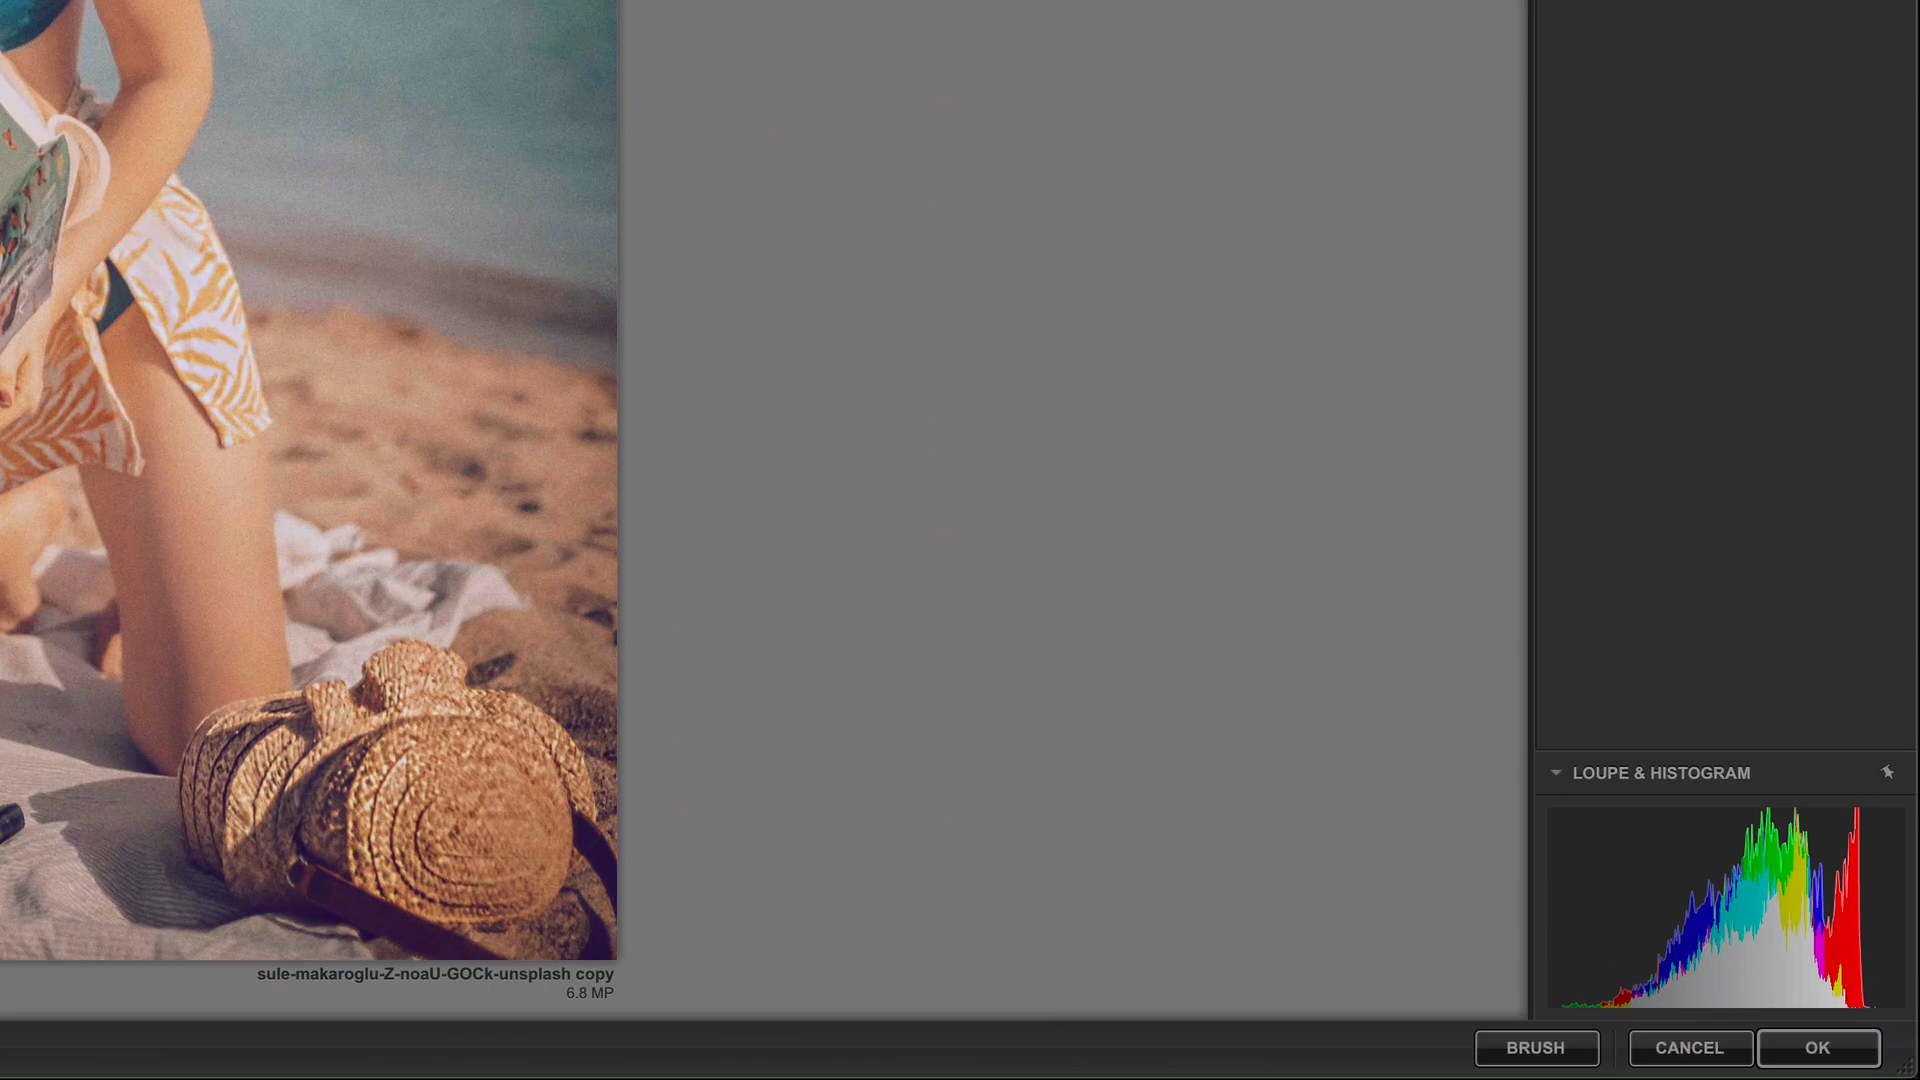 LOUPE & HISTOGRAM
sule-makaroglu-Z-noaU-GOCk-unsplash copy
6.8 MP
BRUSH
CANCEL
OK